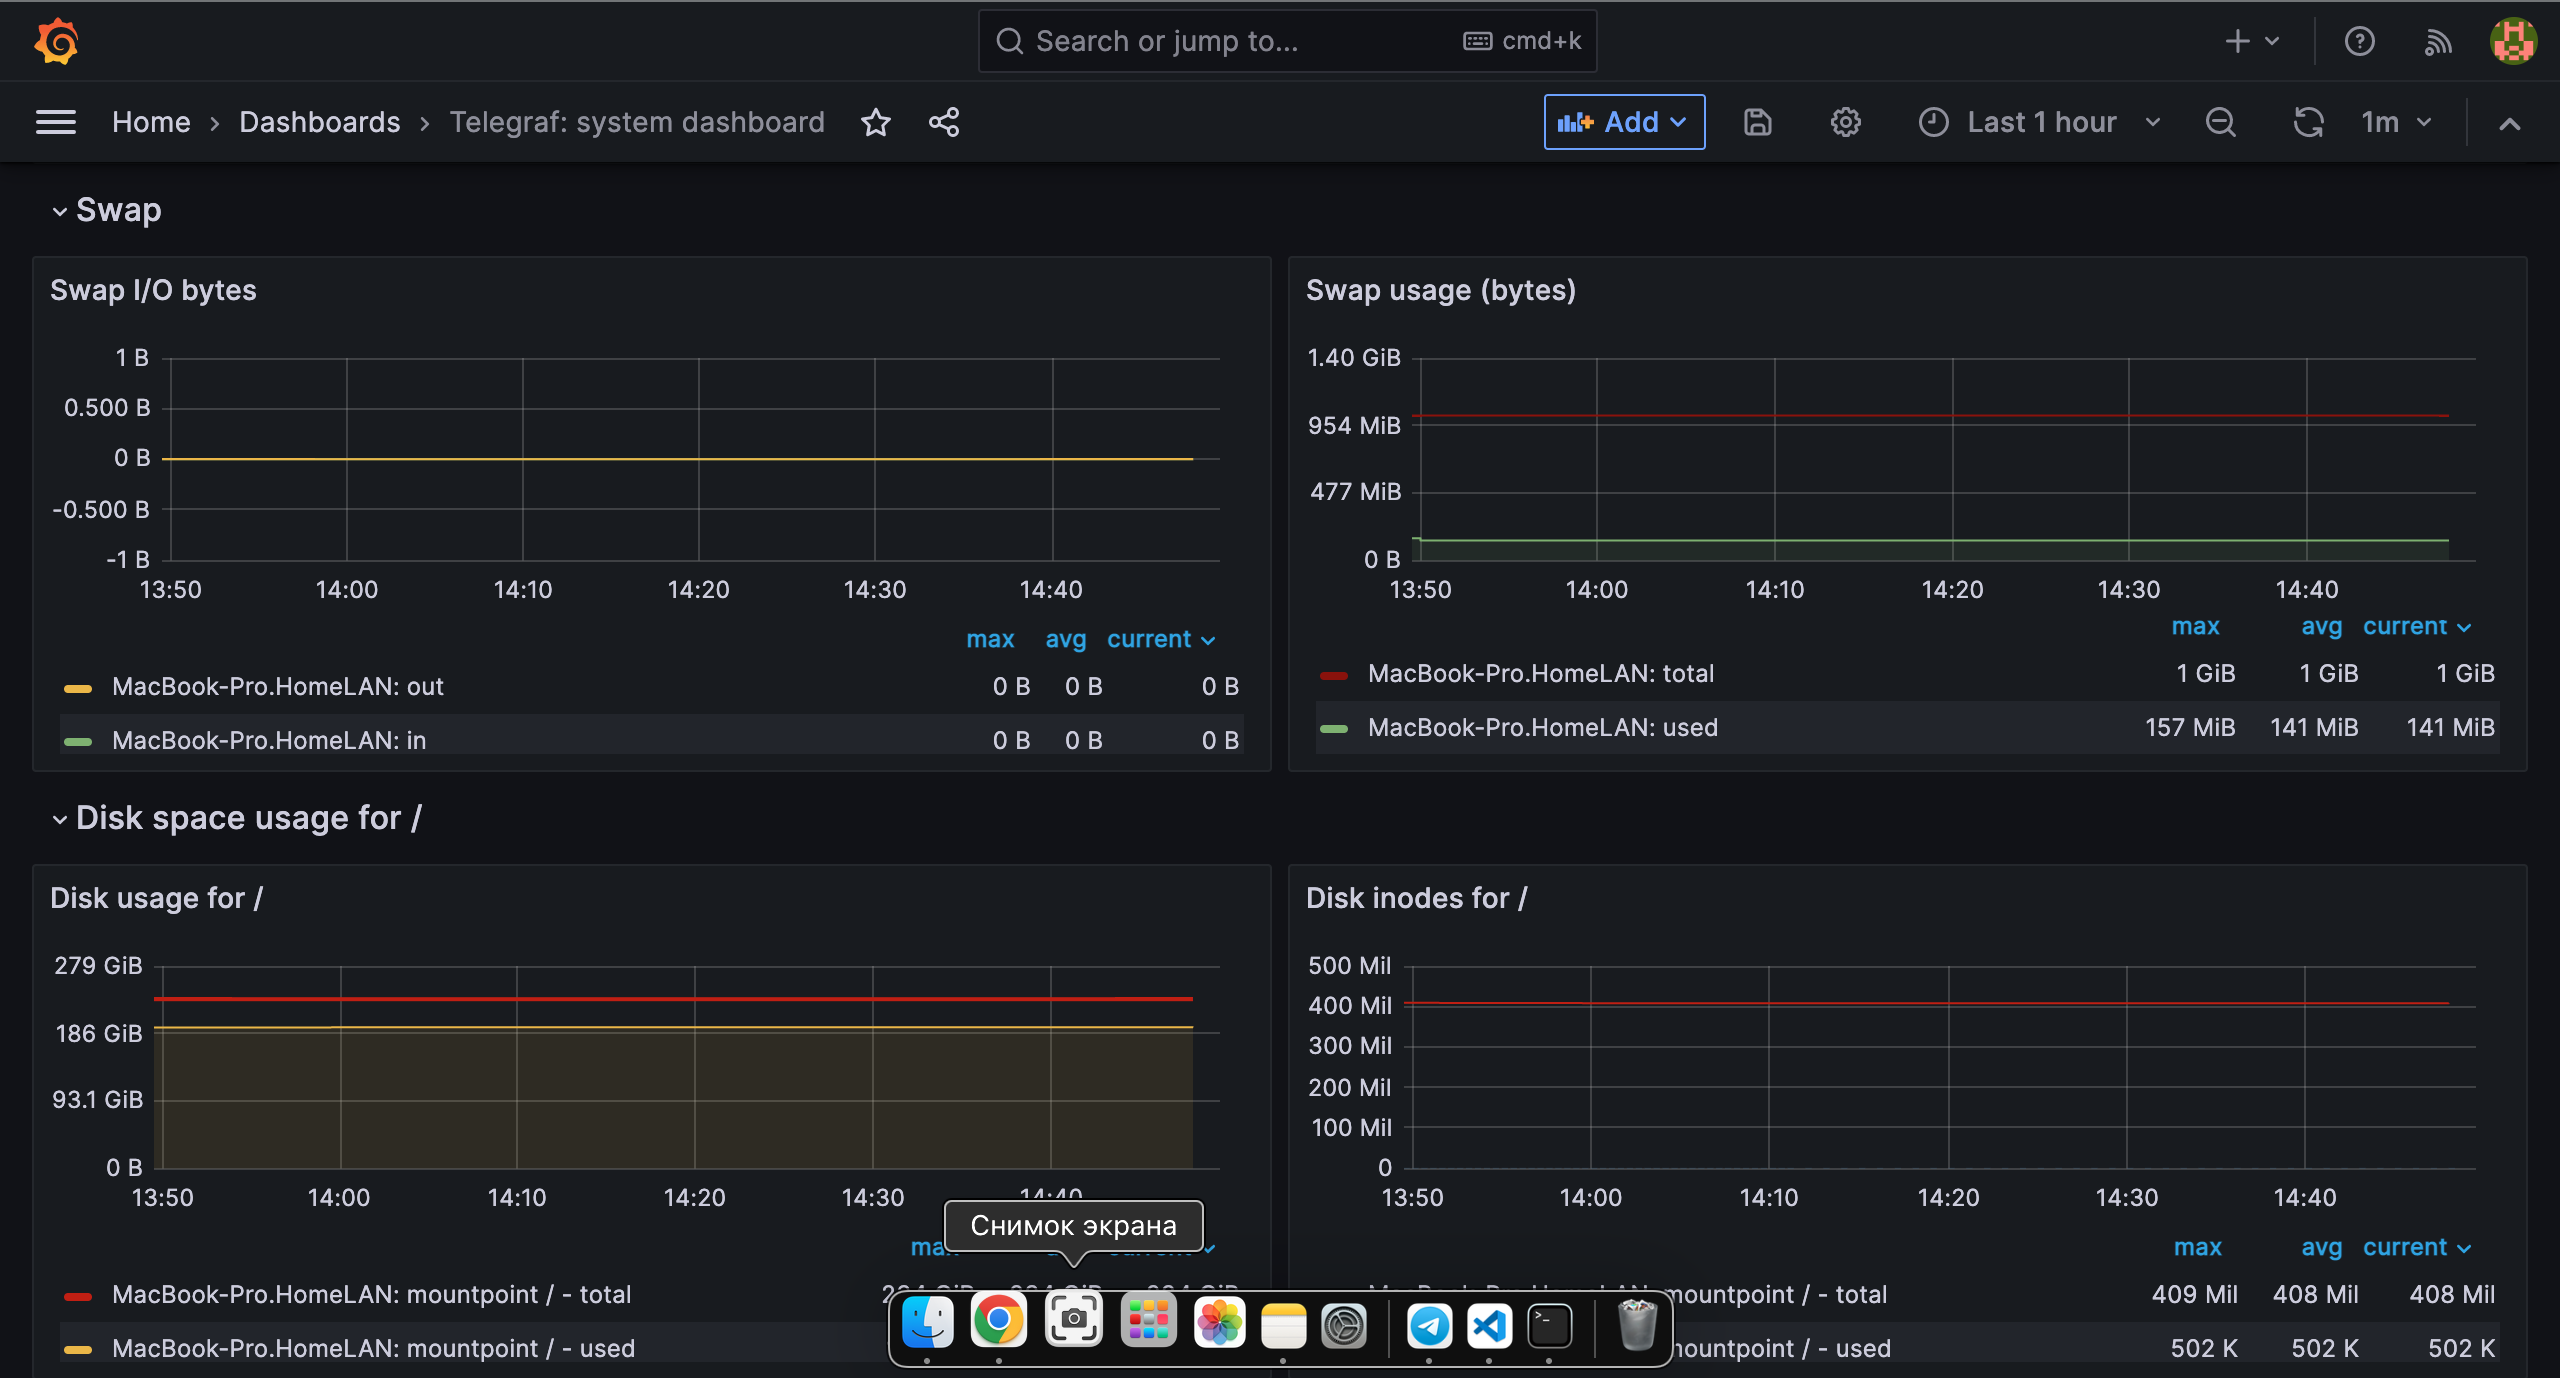 Search or jump to...
cmd+k
Home
Dashboards
Telegraf: system dashboard
Add
Last 1 hour
1m
Swap
Swap I/O bytes
1 B
0.500 B
0 B
-0.500 B
-1 B
13:50 14:00 14:10 14:20 14:30 14:40
max avg current
MacBook-Pro.HomeLAN: out 0 B 0 B 0 B
MacBook-Pro.HomeLAN: in 0 B 0 B 0 B
Swap usage (bytes)
1.40 GiB
954 MiB
477 MiB
0 B
13:50 14:00 14:10 14:20 14:30 14:40
max avg current
MacBook-Pro.HomeLAN: total 1 GiB 1 GiB 1 GiB
MacBook-Pro.HomeLAN: used 157 MiB 141 MiB 141 MiB
Disk space usage for /
Disk usage for /
279 GiB
186 GiB
93.1 GiB
0 B
13:50 14:00 14:10 14:20 14:30 14:40
Снимок экрана
MacBook-Pro.HomeLAN: mountpoint / - total
MacBook-Pro.HomeLAN: mountpoint / - used
Disk inodes for /
500 Mil
400 Mil
300 Mil
200 Mil
100 Mil
0
13:50 14:00 14:10 14:20 14:30 14:40
max avg current
mountpoint / - total 409 Mil 408 Mil 408 Mil
mountpoint / - used 502 K 502 K 502 K